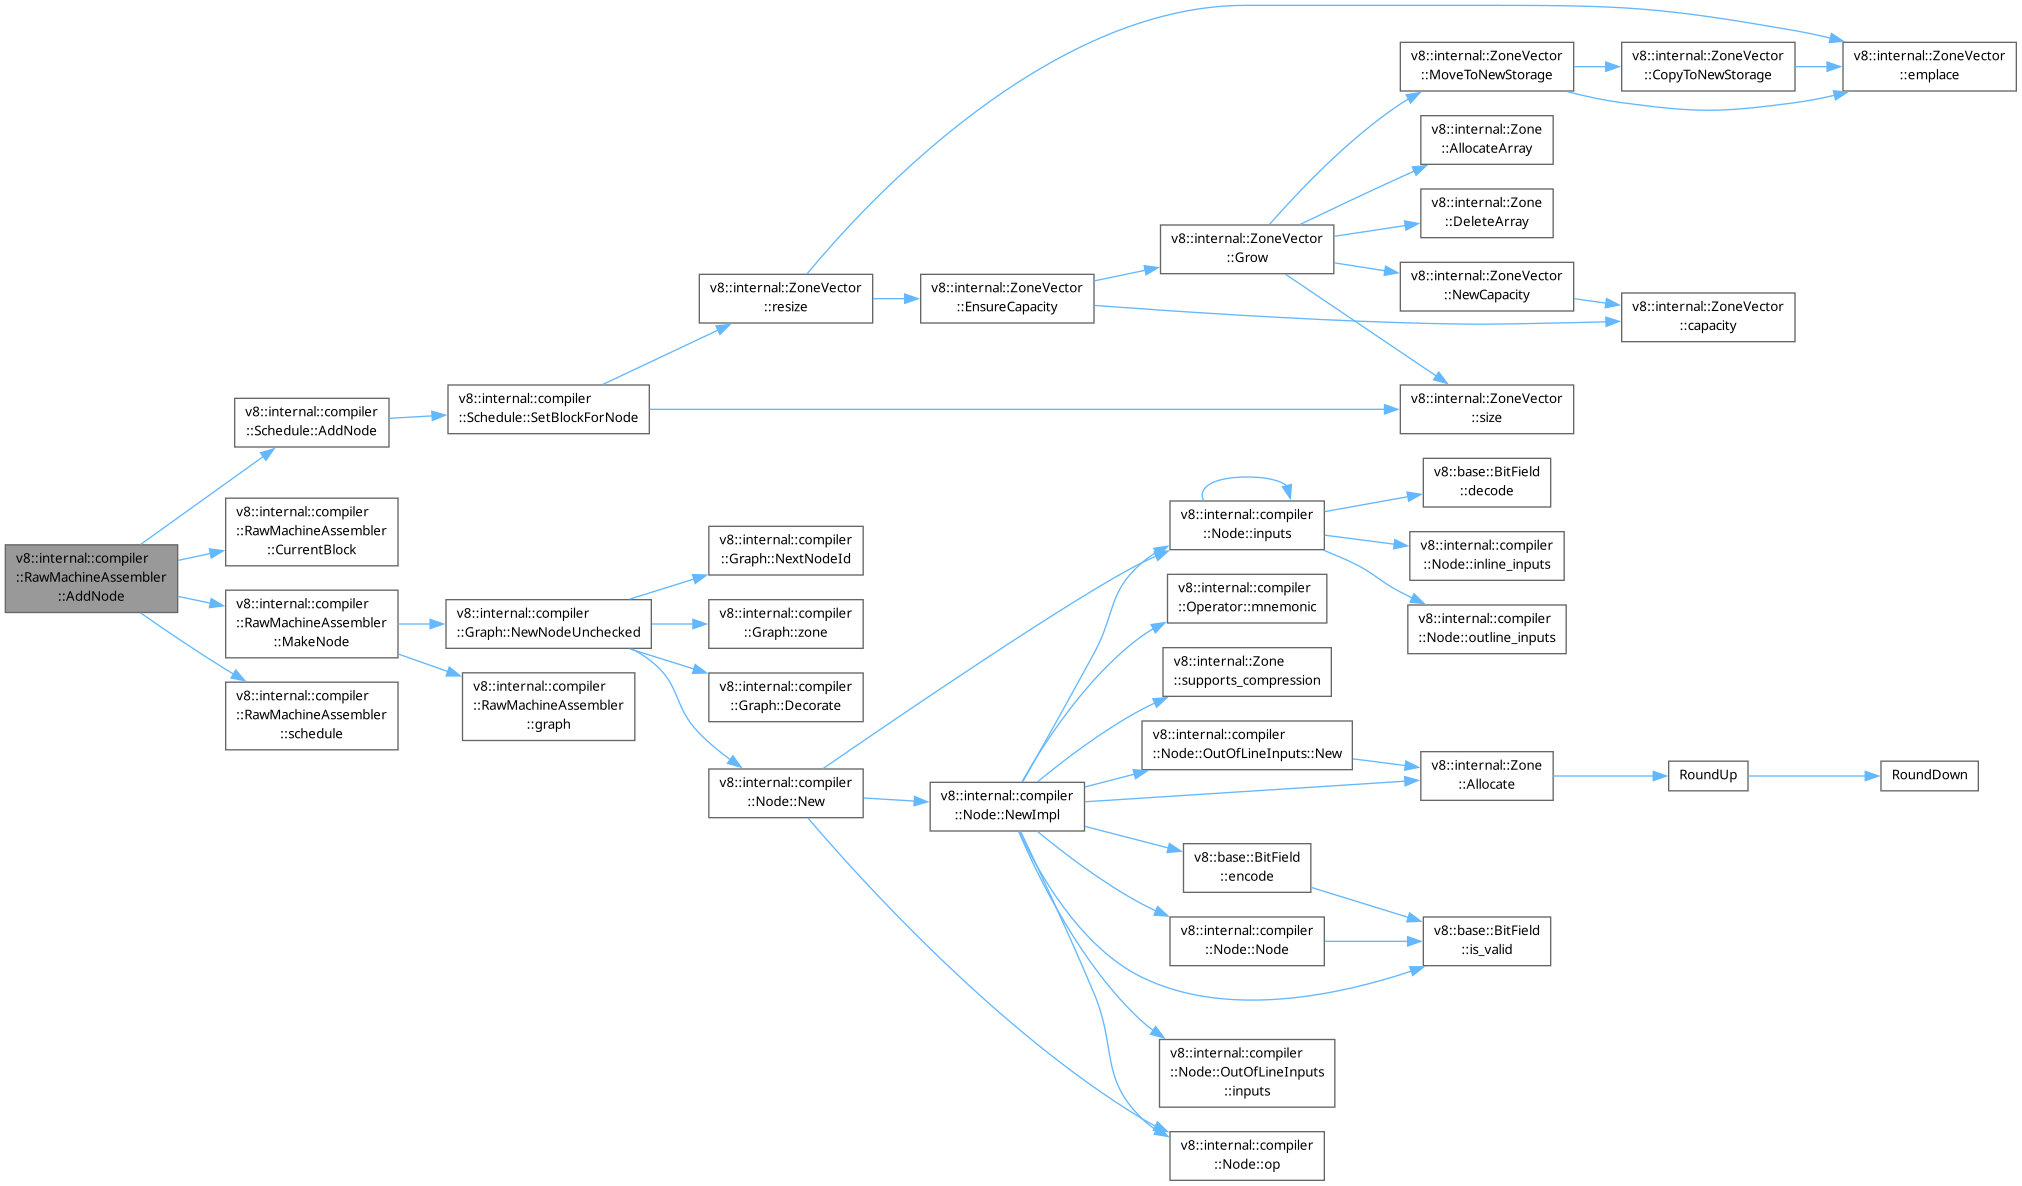 v8::internal::compiler
::RawMachineAssembler
::AddNode
v8::internal::compiler
::Schedule::AddNode
v8::internal::compiler
::RawMachineAssembler
::CurrentBlock
v8::internal::compiler
::RawMachineAssembler
::MakeNode
v8::internal::compiler
::RawMachineAssembler
::schedule
v8::internal::compiler
::Schedule::SetBlockForNode
v8::internal::compiler
::Graph::NewNodeUnchecked
v8::internal::compiler
::RawMachineAssembler
::graph
v8::internal::ZoneVector
::resize
v8::internal::compiler
::Graph::NextNodeId
v8::internal::compiler
::Graph::zone
v8::internal::compiler
::Graph::Decorate
v8::internal::compiler
::Node::New
v8::internal::ZoneVector
::EnsureCapacity
v8::internal::compiler
::Node::NewImpl
v8::internal::ZoneVector
::Grow
v8::internal::compiler
::Node::inputs
v8::internal::compiler
::Operator::mnemonic
v8::internal::Zone
::supports_compression
v8::internal::compiler
::Node::OutOfLineInputs::New
v8::base::BitField
::encode
v8::internal::compiler
::Node::Node
v8::internal::compiler
::Node::OutOfLineInputs
::inputs
v8::internal::compiler
::Node::op
v8::internal::ZoneVector
::MoveToNewStorage
v8::internal::Zone
::AllocateArray
v8::internal::Zone
::DeleteArray
v8::internal::ZoneVector
::NewCapacity
v8::internal::ZoneVector
::size
v8::base::BitField
::decode
v8::internal::compiler
::Node::inline_inputs
v8::internal::compiler
::Node::outline_inputs
v8::internal::Zone
::Allocate
v8::base::BitField
::is_valid
v8::internal::ZoneVector
::CopyToNewStorage
v8::internal::ZoneVector
::capacity
RoundUp
v8::internal::ZoneVector
::emplace
RoundDown